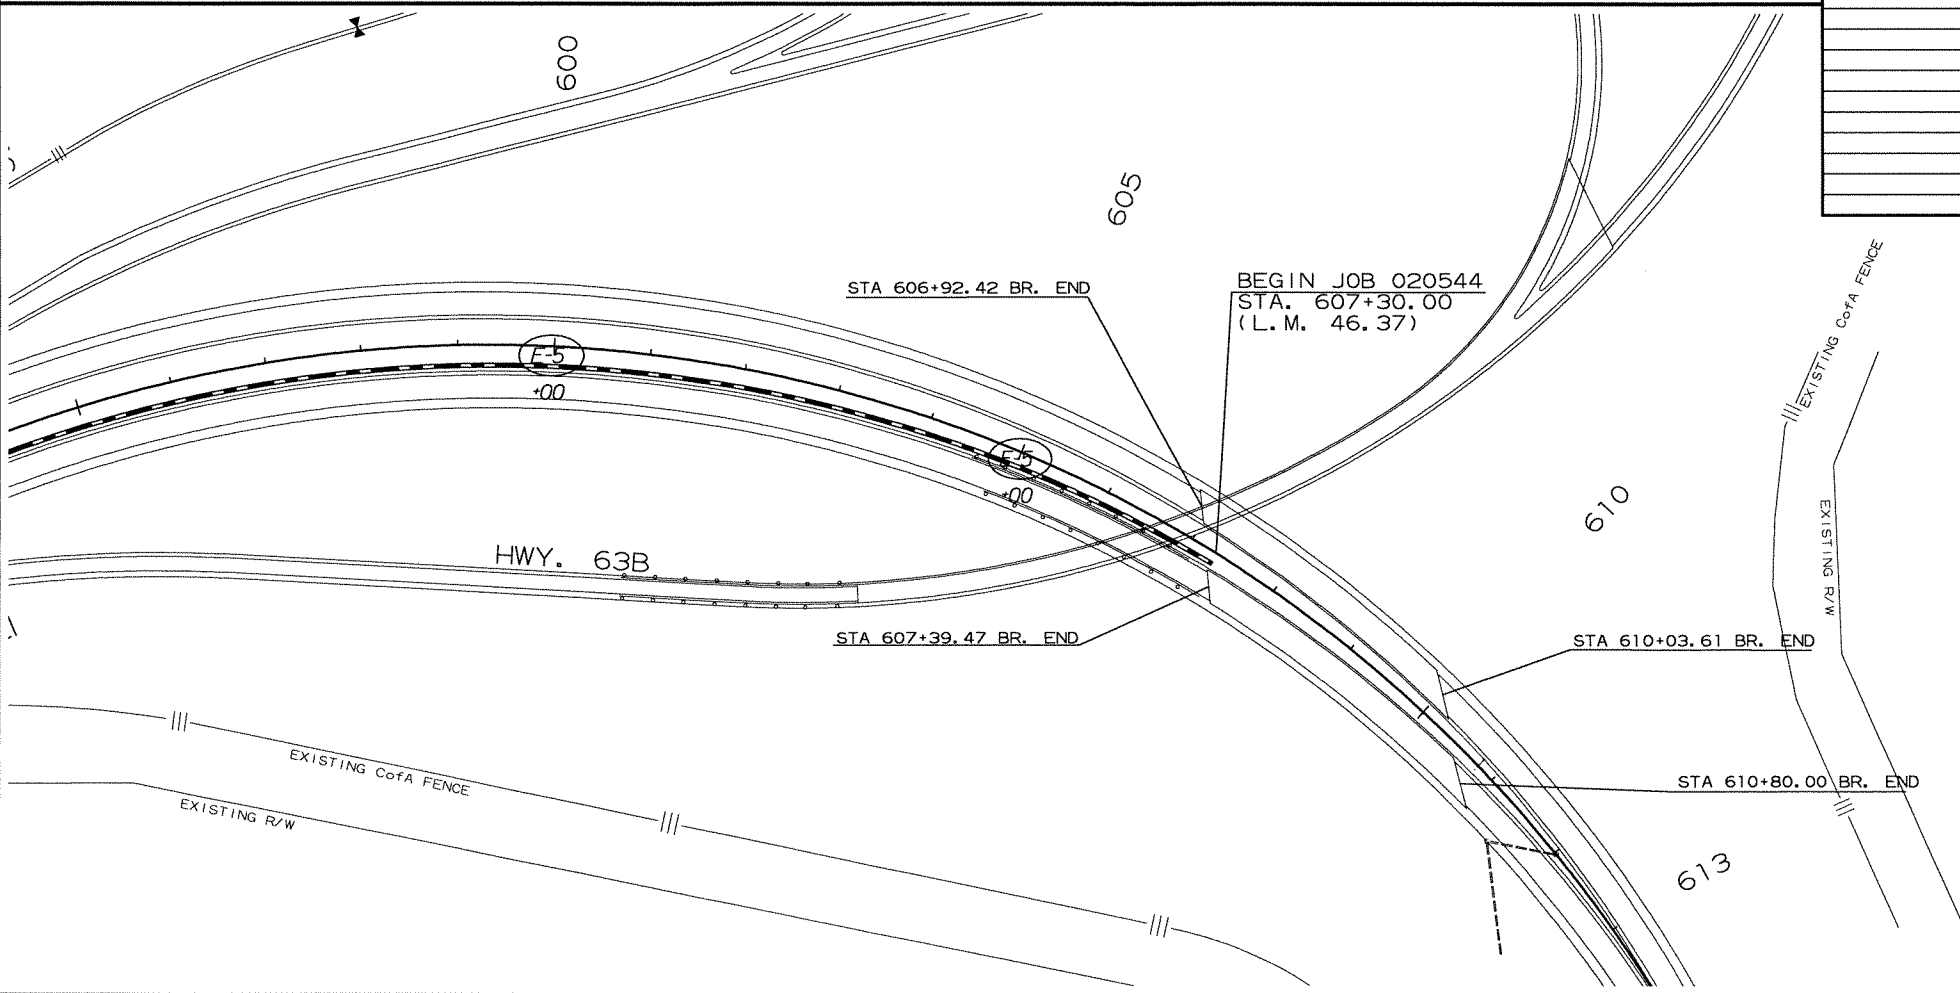 600
605
BEGIN JOB 020544
STA. 607+30.00
(L.M. 46.37)
STA 606+92.42 BR. END
EXISTING CofA FENCE
E-5
+00
E-5
+00
610
EXISTING R/W
HWY. 63B
STA 607+39.47 BR. END
STA 610+03.61 BR. END
EXISTING CofA FENCE
EXISTING R/W
STA 610+80.00 BR. END
613